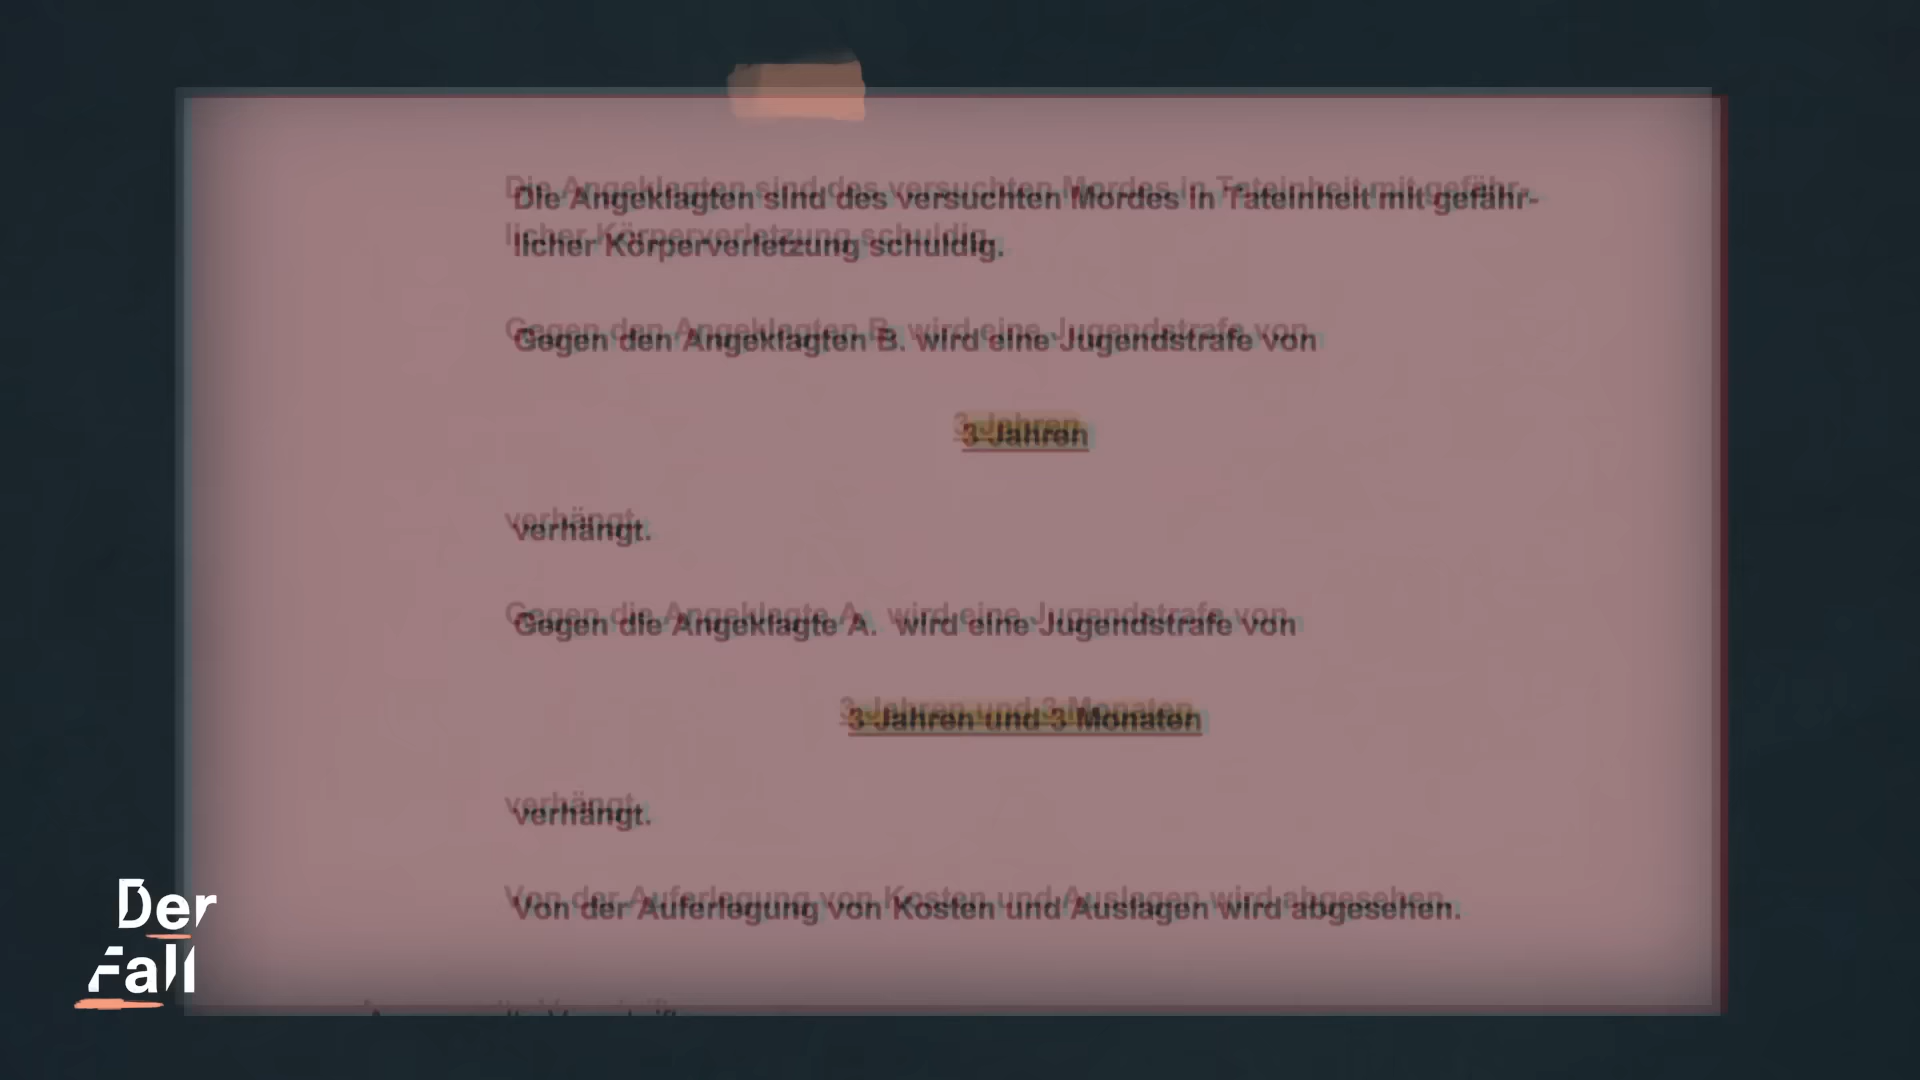 Die Angeklagten sind des versuchten Mordes in Tateinheit mit gefähr-
licher Körperverletzung schuldig.
Gegen den Angeklagten B. wird eine Jugendstrafe von
3 Jahren
verhängt.
Gegen die Angeklagte A. wird eine Jugendstrafe von
3 Jahren und 3 Monaten
verhängt.
Von der Auferlegung von Kosten und Auslagen wird abgesehen.
Der
Fall